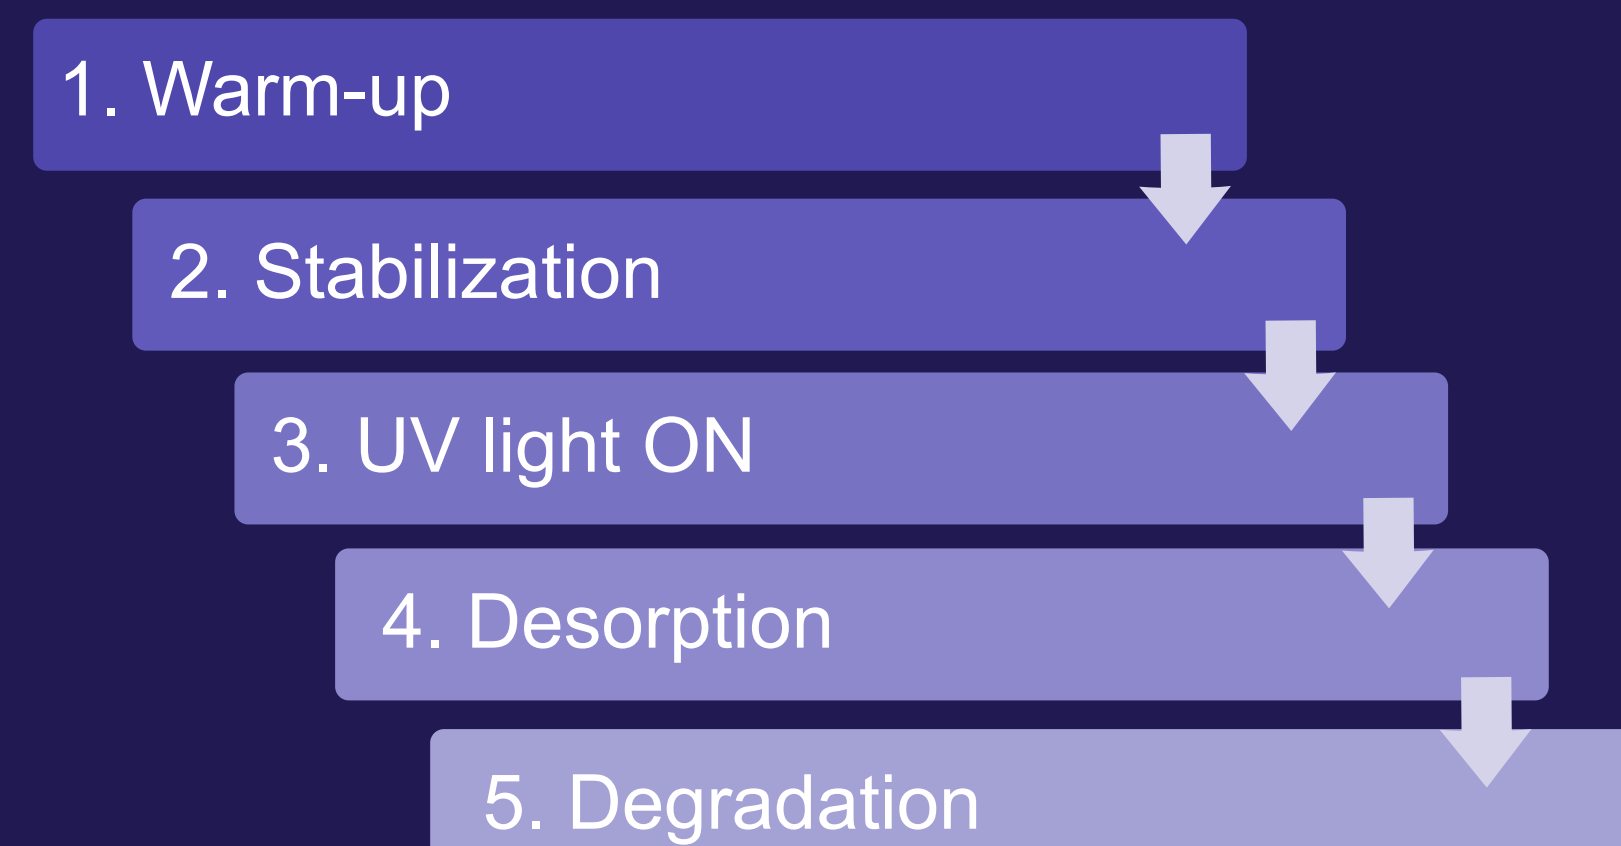 1. Warm-up
2. Stabilization
3. UV light ON
4. Desorption
5. Degradation